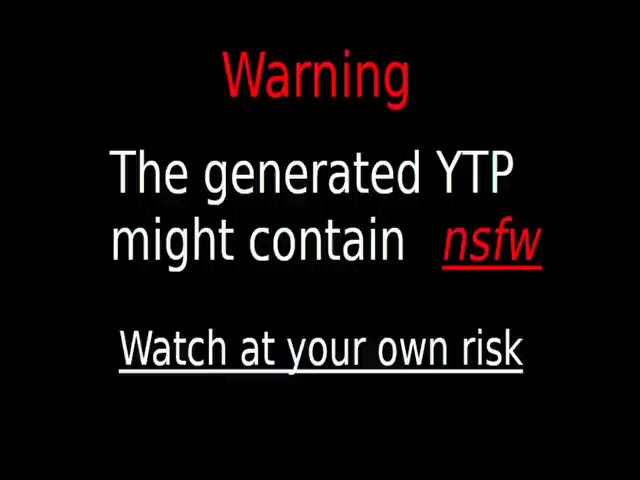 Warning
The generated YTP
might contain nsfw
Watch at your own risk